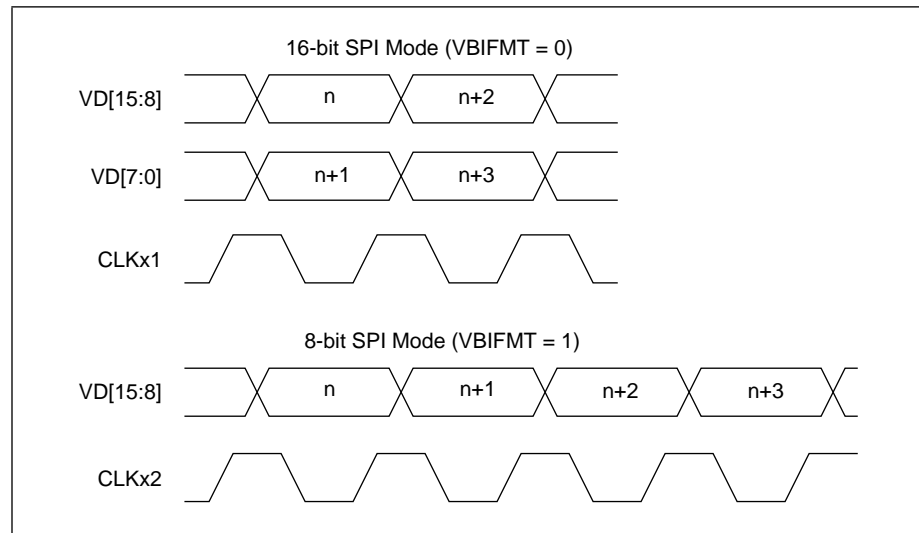 16-bit SPI Mode (VBIFMT = 0)
VD[15:8] n n+2
VD[7:0] n+1 n+3
CLKx1
8-bit SPI Mode (VBIFMT = 1)
VD[15:8] n n+1 n+2 n+3
CLKx2